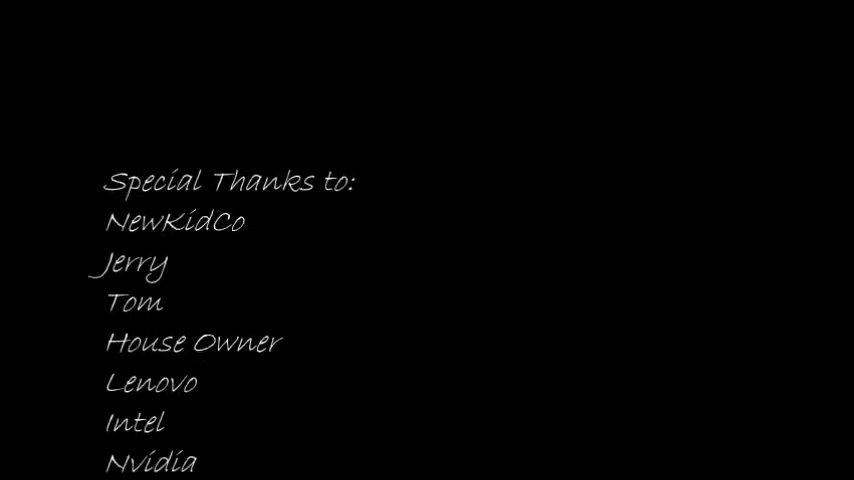 Special Thanks to:
NewKidCo
Jerry
Tom
House Owner
Lenovo
Intel
Nvidia